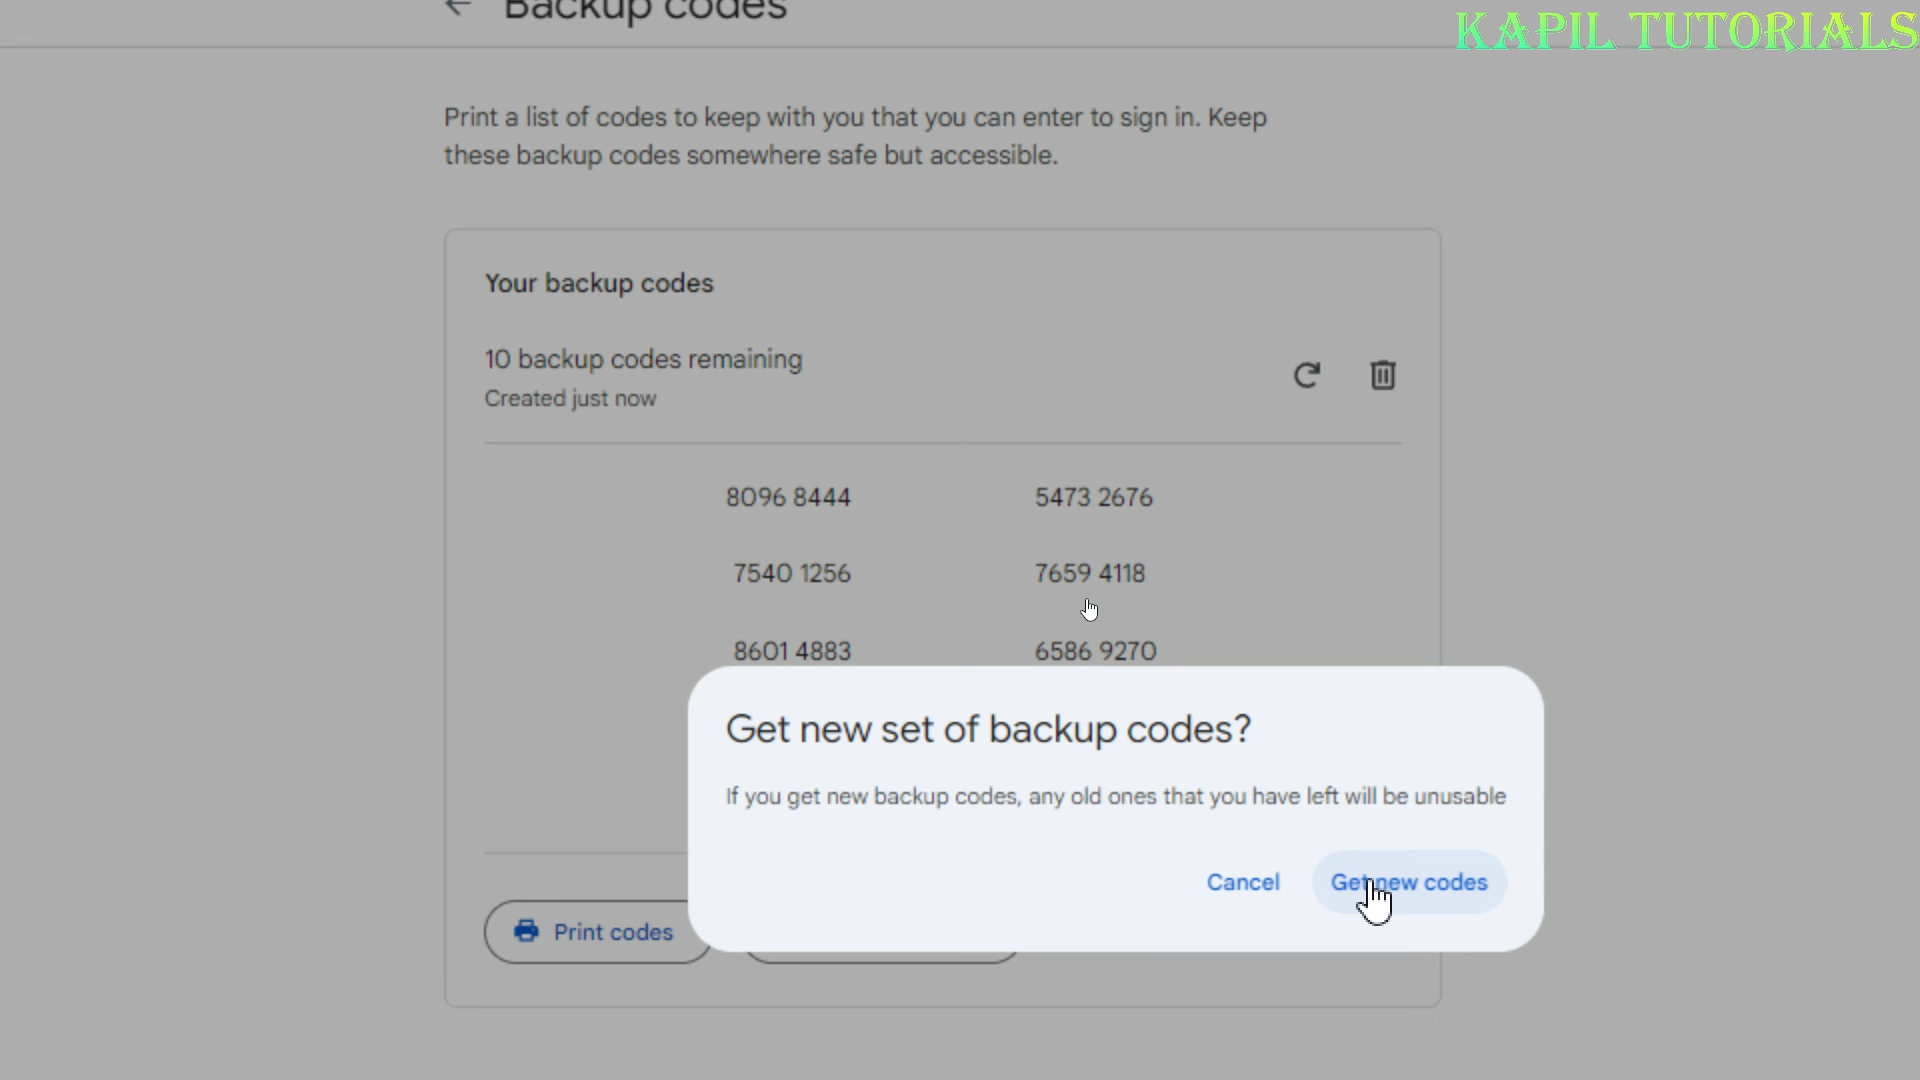 Backup codes
KAPIL TUTORIALS
Print a list of codes to keep with you that you can enter to sign in. Keep
these backup codes somewhere safe but accessible.
Your backup codes
10 backup codes remaining
Created just now
8096 8444 5473 2676
7540 1256 7659 4118
8601 4883 6586 9270
Get new set of backup codes?
If you get new backup codes, any old ones that you have left will be unusable
Cancel Get new codes
Print codes